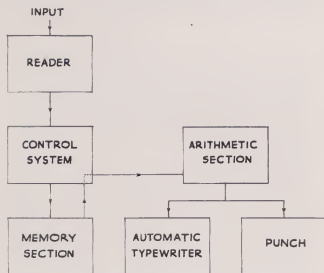 INPUT
READER
CONTROL
SYSTEM
ARITHMETIC
SECTION
MEMORY
SECTION
AUTOMATIC
TYPEWRITER
PUNCH